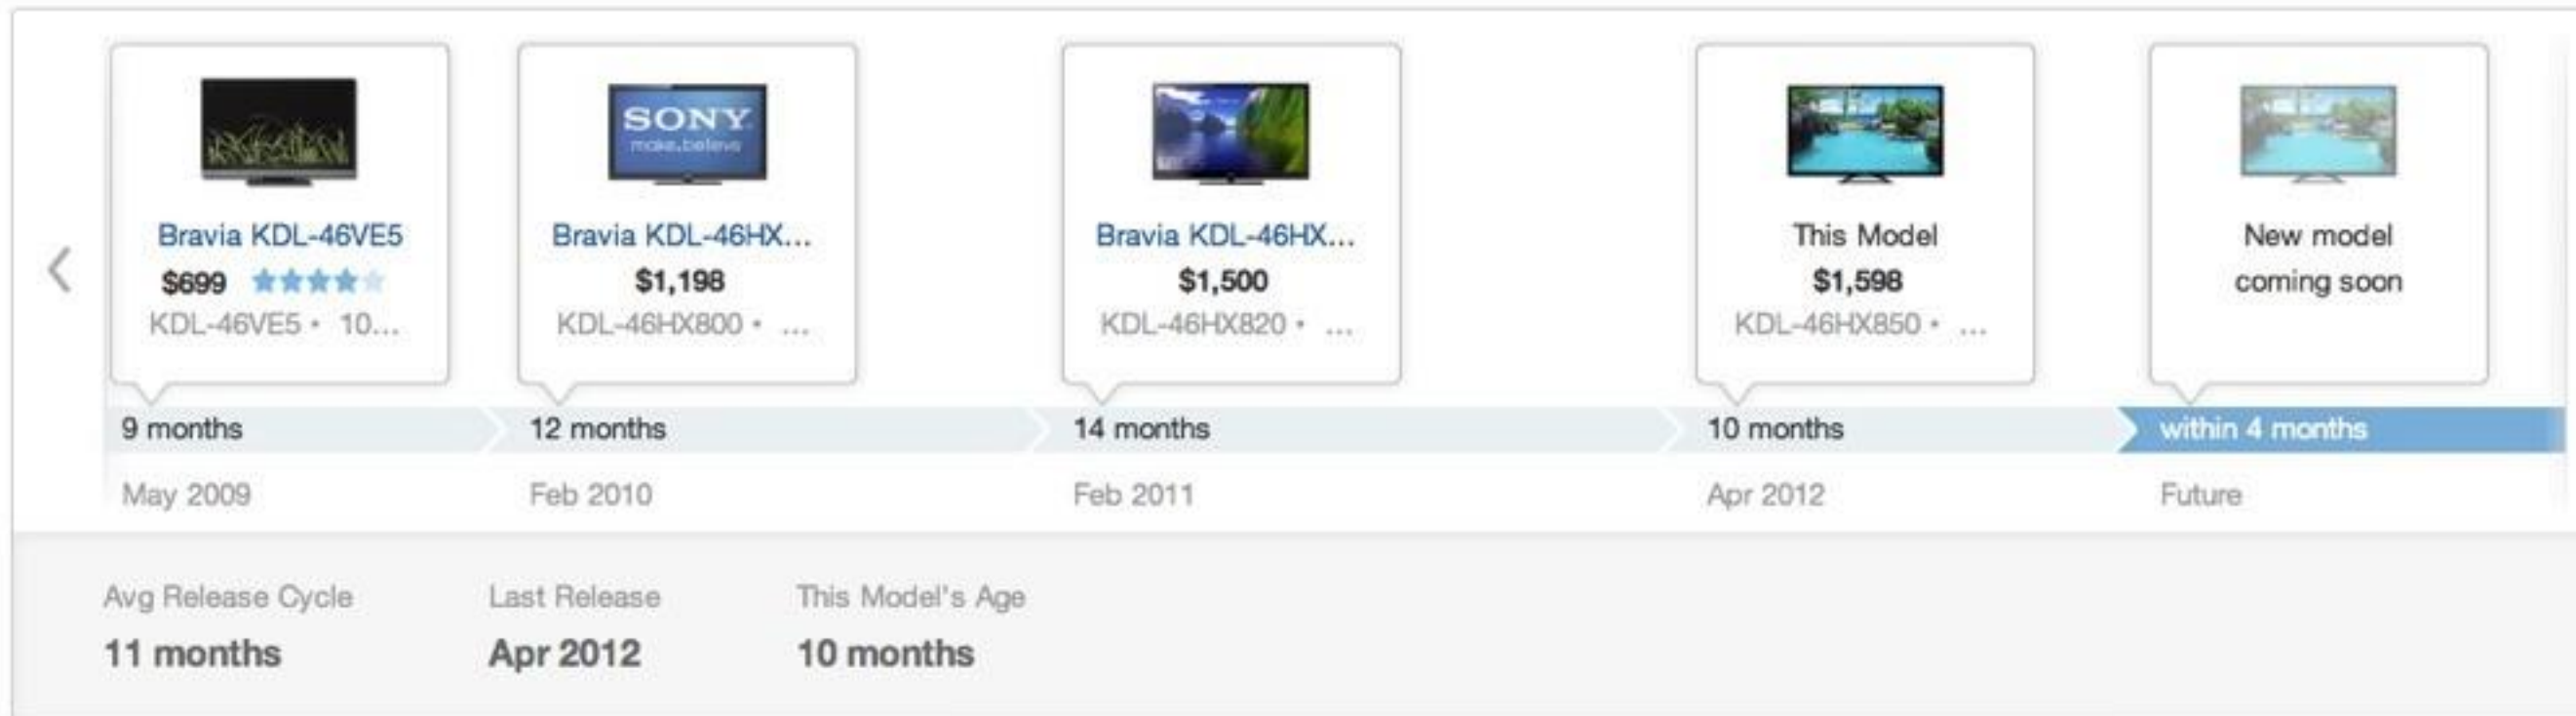 SONY
make.believe
Bravia KDL-46VE5
$699
KDL-46VE5 • 10...
Bravia KDL-46HX...
$1,198
KDL-46HX800 • ...
Bravia KDL-46HX...
$1,500
KDL-46HX820 • ...
This Model
$1,598
KDL-46HX850 • ...
New model
coming soon
9 months
12 months
14 months
10 months
within 4 months
May 2009
Feb 2010
Feb 2011
Apr 2012
Future
Avg Release Cycle
11 months
Last Release
Apr 2012
This Model's Age
10 months